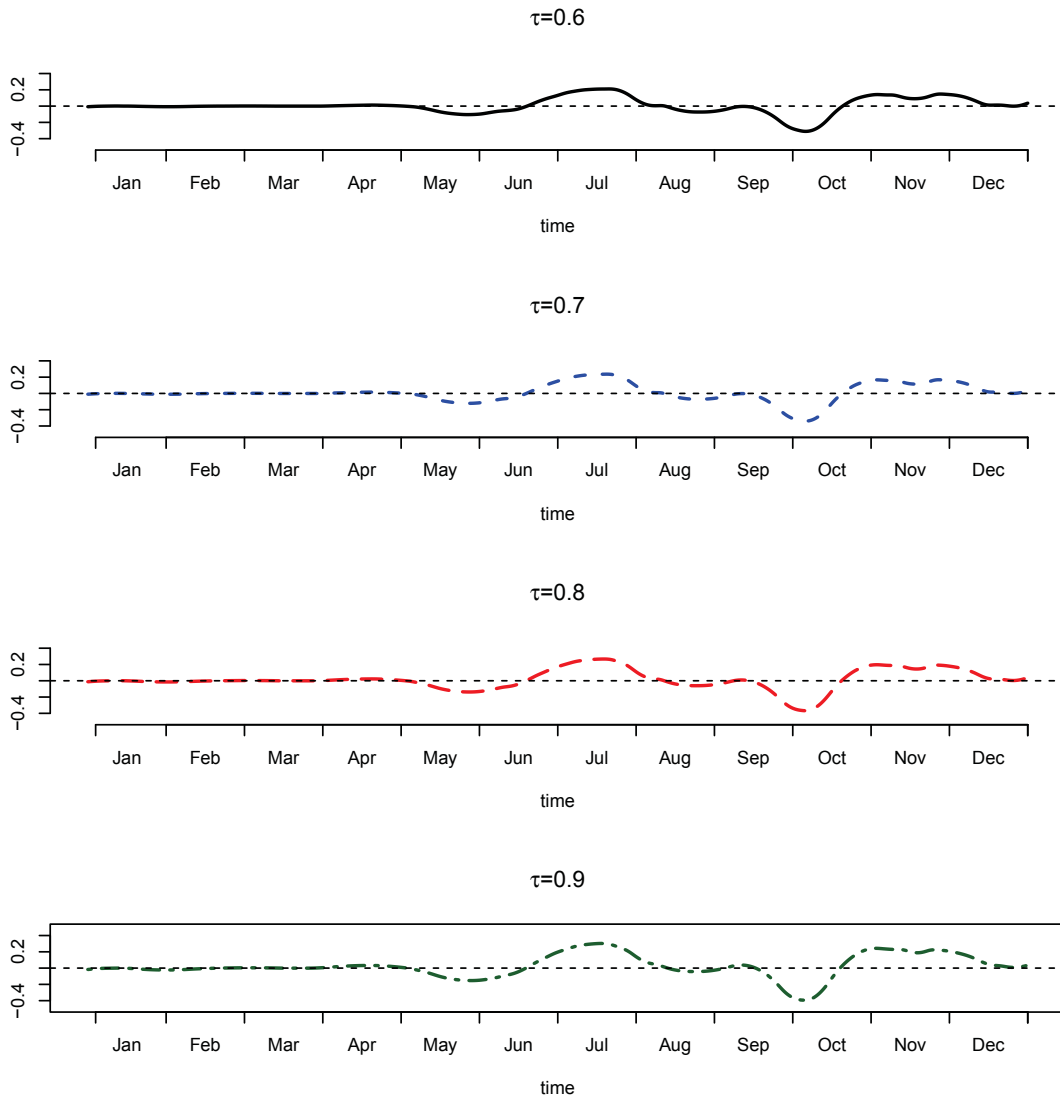 τ=0.6
0.2
−0.4
Jan Feb Mar Apr May Jun Jul Aug Sep Oct Nov Dec
time
τ=0.7
0.2
−0.4
Jan Feb Mar Apr May Jun Jul Aug Sep Oct Nov Dec
time
τ=0.8
0.2
−0.4
Jan Feb Mar Apr May Jun Jul Aug Sep Oct Nov Dec
time
τ=0.9
0.2
−0.4
Jan Feb Mar Apr May Jun Jul Aug Sep Oct Nov Dec
time